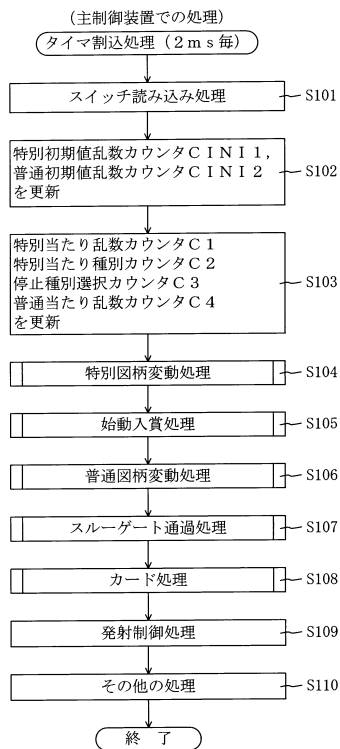 (主制御装置での処理)
タイマ割込処理(2ms毎)
スイッチ読み込み処理
S101
特別初期値乱数カウンタCINI1,
普通初期値乱数カウンタCINI2
を更新
S102
特別当たり乱数カウンタC1
特別当たり種別カウンタC2
停止種別選択カウンタC3
普通当たり乱数カウンタC4
を更新
S103
特別図柄変動処理
S104
始動入賞処理
S105
普通図柄変動処理
S106
スルーゲート通過処理
S107
カード処理
S108
発射制御処理
S109
その他の処理
S110
終 了